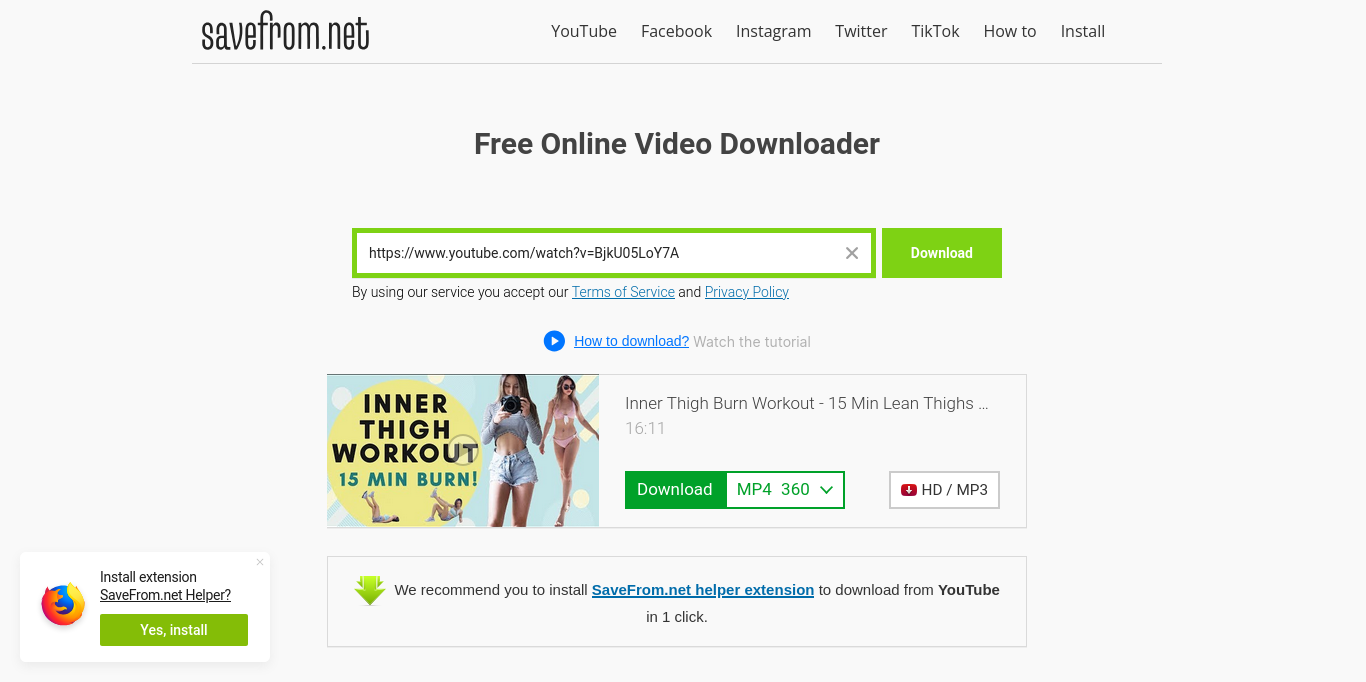 savefrom.net
YouTube Facebook Instagram Twitter TikTok How to Install
Free Online Video Downloader
https://www.youtube.com/watch?v=BjkU05LoY7A
Download
By using our service you accept our Terms of Service and Privacy Policy
How to download? Watch the tutorial
INNER
THIGH
WORKOUT
15 MIN BURN!
Inner Thigh Burn Workout - 15 Min Lean Thighs ...
16:11
Download MP4 360
HD / MP3
We recommend you to install SaveFrom.net helper extension to download from YouTube
in 1 click.
Install extension
SaveFrom.net Helper?
Yes, install